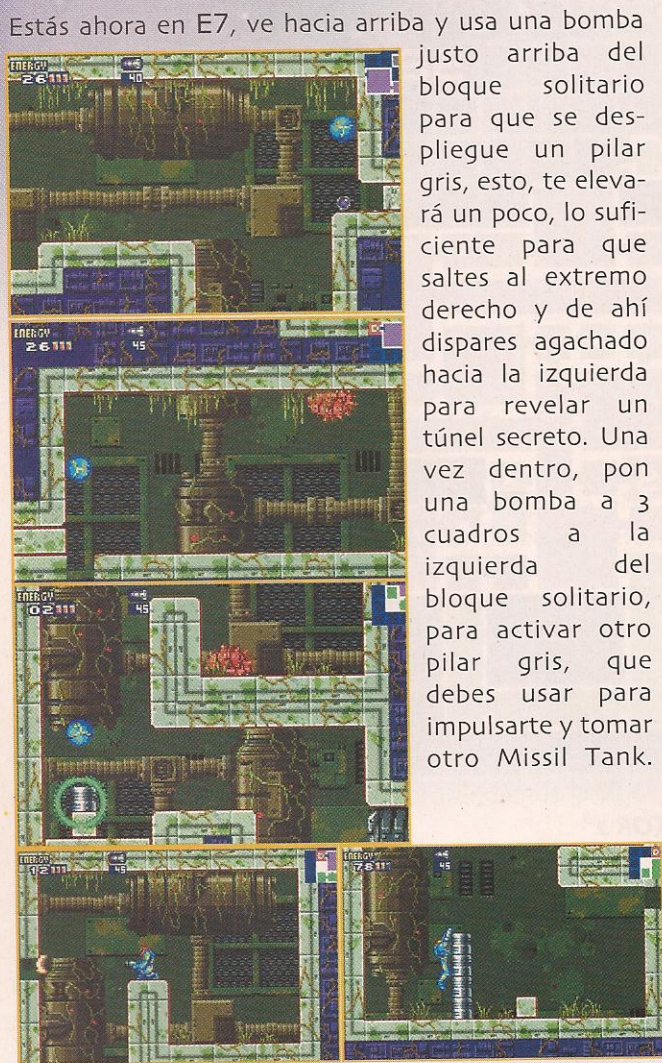 Estás ahora en E7, ve hacia arriba y usa una bomba
justo arriba del
bloque solitario
para que se des-
pliegue un pilar
gris, esto, te eleva-
rá un poco, lo sufi-
ciente para que
saltes al extremo
derecho y de ahí
dispares agachado
hacia la izquierda
para revelar un
túnel secreto. Una
vez dentro, pon
una bomba a 3
cuadros a la
izquierda del
bloque solitario,
para activar otro
pilar gris, que
debes usar para
impulsarte y tomar
otro Missil Tank.
ENERGY
26
40
ENERGY
26
45
ENERGY
02
45
ENERGY
12
45
ENERGY
78
45